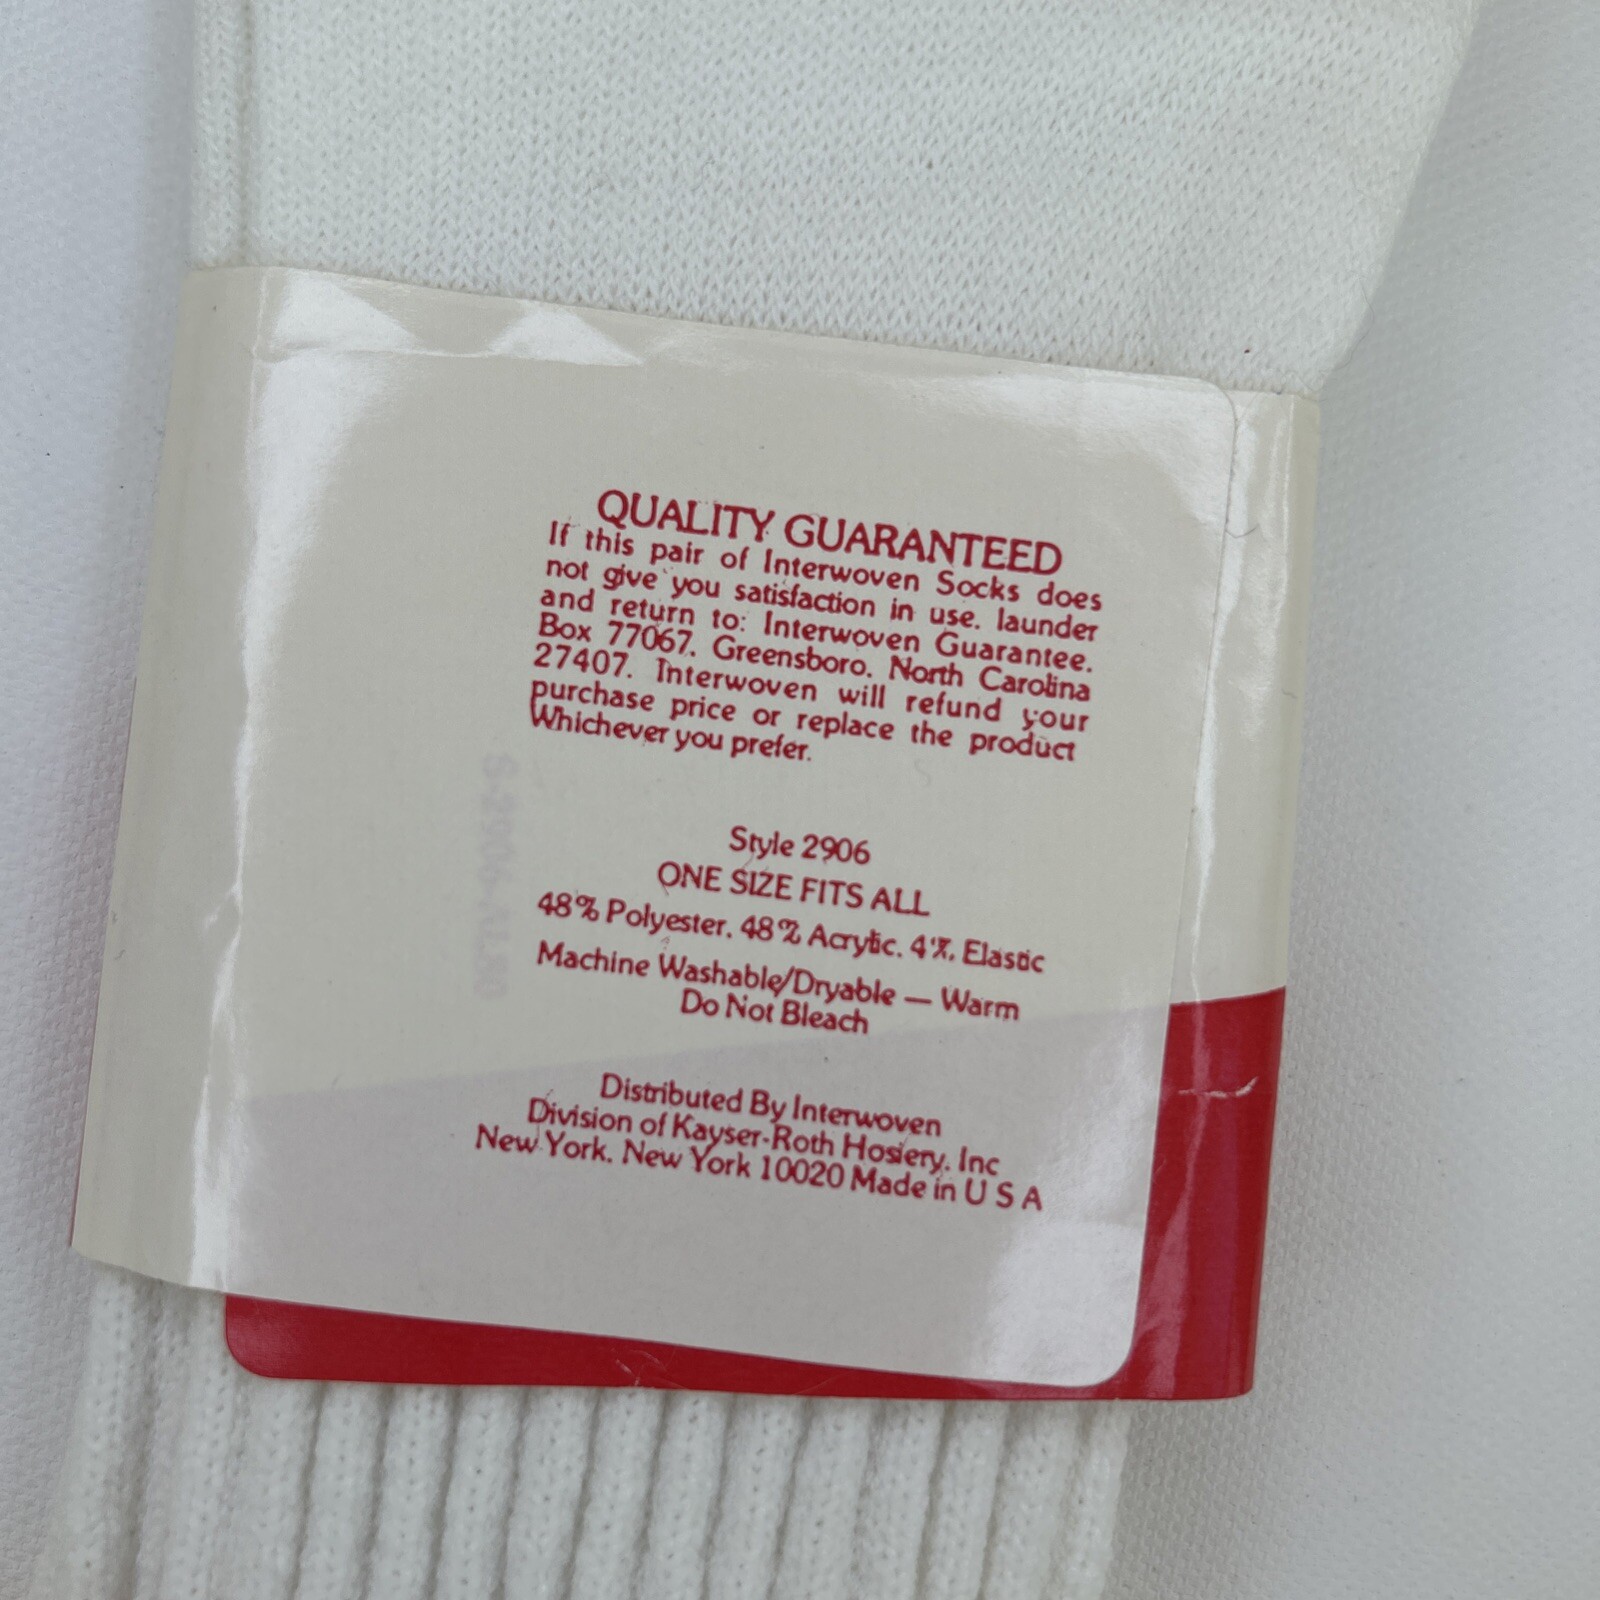 QUALITY GUARANTEED
If this pair of Interwoven Socks does
not give you satisfaction in use. launder
and return to: Interwoven Guarantee.
Box 77067. Greensboro. North Carolina
27407. Interwoven will refund your
purchase price or replace the product
Whichever you prefer.
Style 2906
ONE SIZE FITS ALL
48% Polyester. 48% Acrylic. 4%. Elastic
Machine Washable/Dryable — Warm
Do Not Bleach
Distributed By Interwoven
Division of Kayser-Roth Hosiery. Inc
New York. New York 10020 Made in U S A